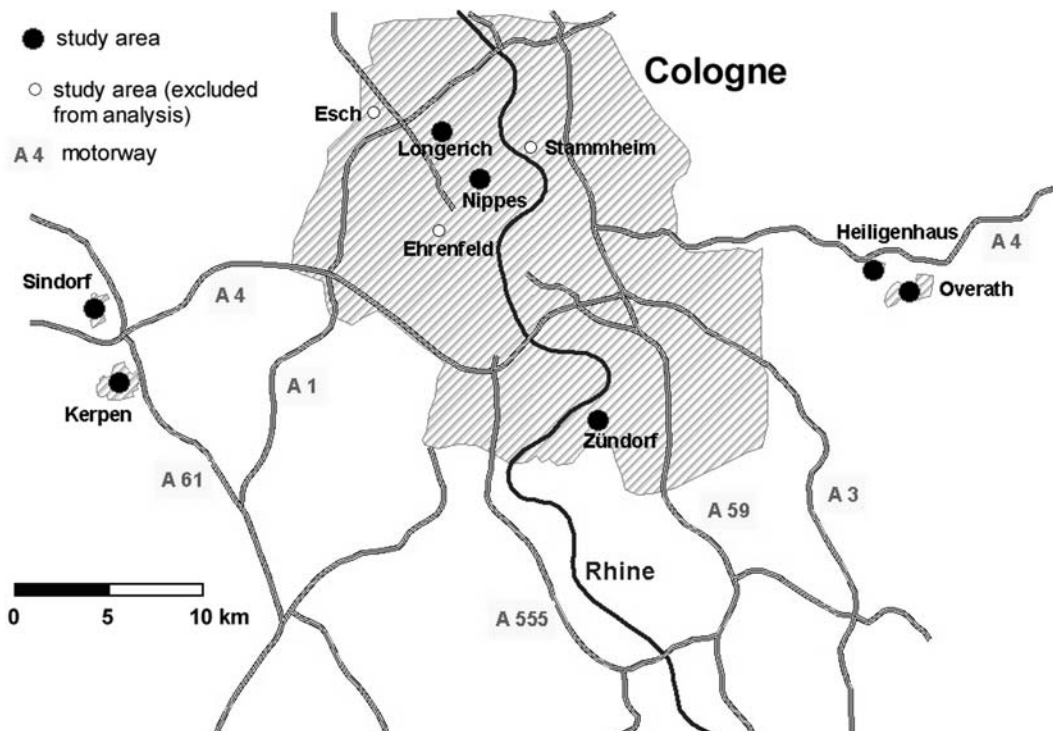 study area
study area (excluded
from analysis)
A 4 motorway
Cologne
Esch
Longerich
Stammheim
Nippes
Ehrenfeld
Heiligenhaus
A 4
Overath
Sindorf
A 4
A 1
Kerpen
Zündorf
A 61
A 59
A 3
Rhine
A 555
0 5 10 km